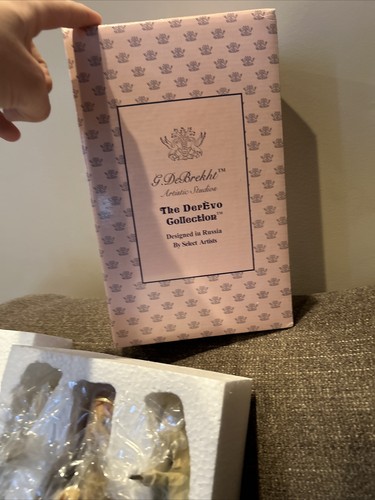 G.DeBrekht™
Artistic Studios
The DerEvo
Collection™
Designed in Russia
By Select Artists